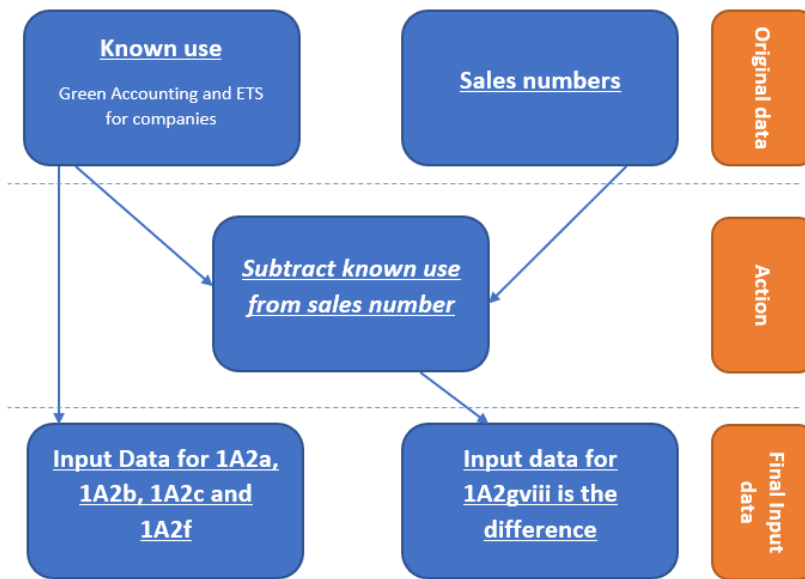 Known use
Green Accounting and ETS
for companies
Sales numbers
Original data
Subtract known use
from sales number
Action
Input Data for 1A2a,
1A2b, 1A2c and
1A2f
Input data for
1A2gviii is the
difference
Final Input
data